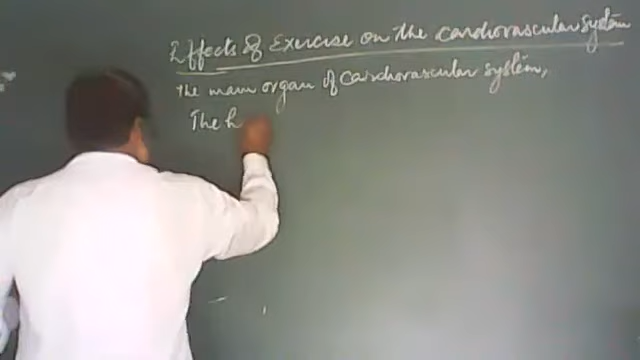 Effects of Exercise on the Cardiovascular System
The main organ of Cardiovascular System,
The h